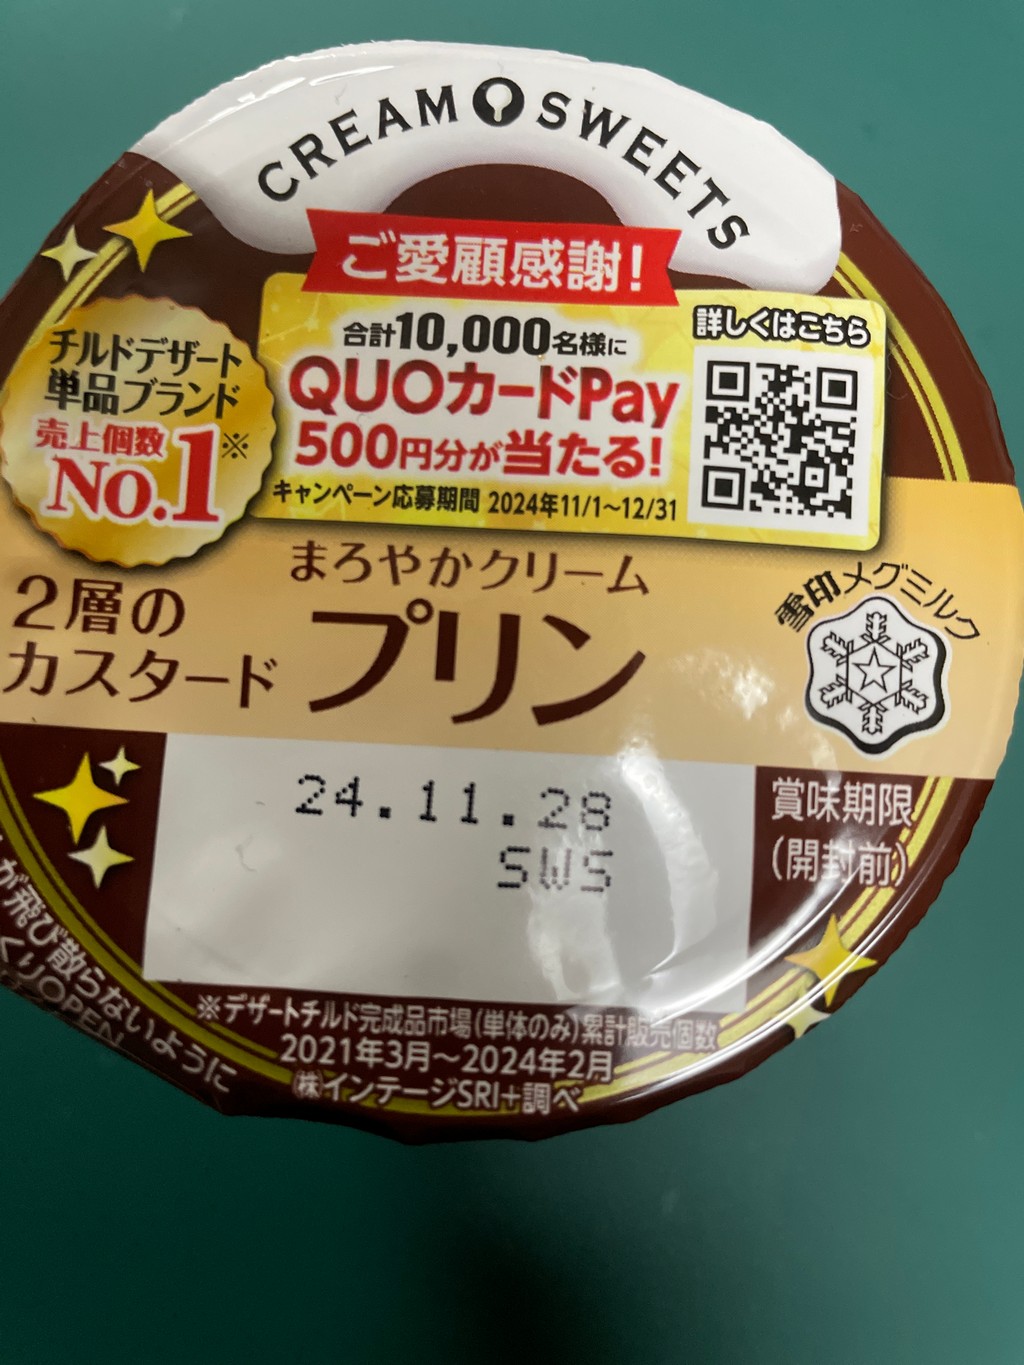 CREAM SWEETS
ご愛顧感謝!
合計10,000名様に
QUOカードPay
500円分が当たる!
キャンペーン応募期間 2024年11/1~12/31
詳しくはこちら
チルドデザート
単品ブランド
売上個数※
No.1
まろやかクリーム
プリン
2層の
カスタード
雪印メグミルク
24.11.28
SWS
賞味期限
(開封前)
※デザートチルド完成品市場(単体のみ)累計販売個数
2021年3月~2024年2月
㈱インテージSRI+調べ
が飛び散らないように
くりOPEN